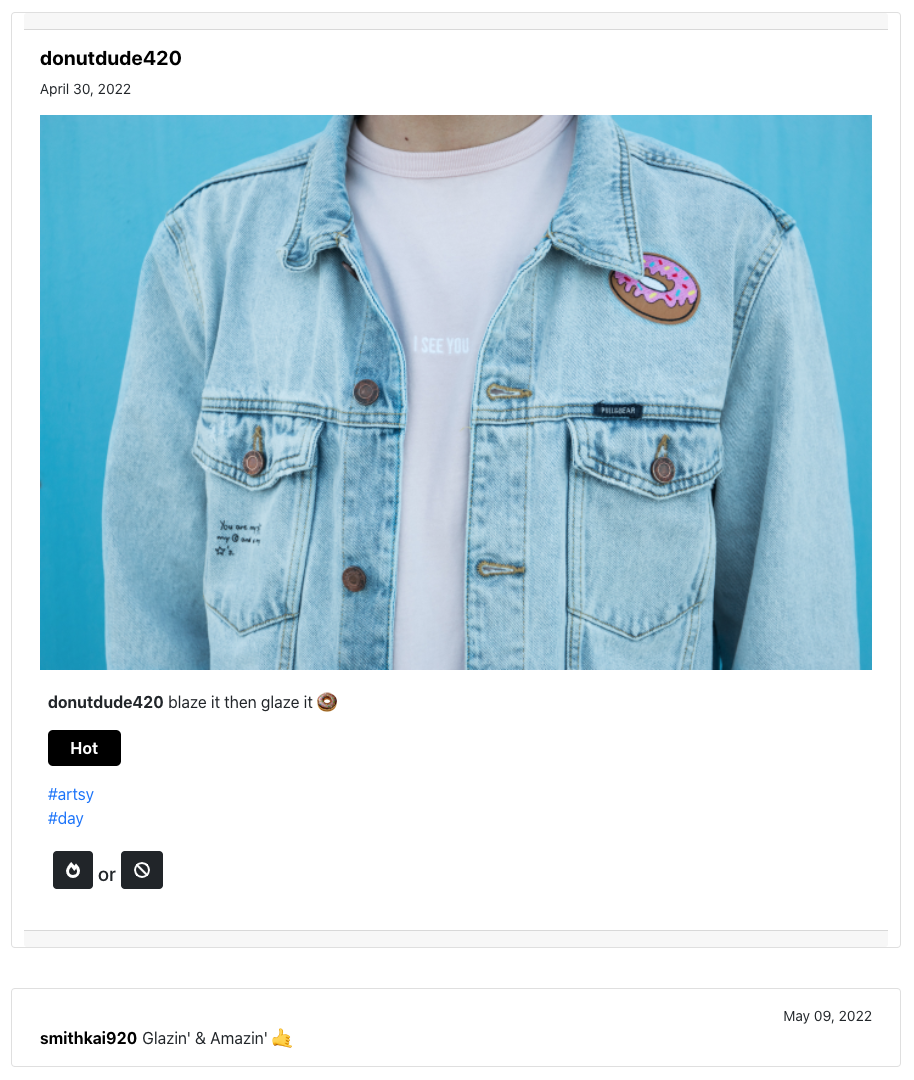 donutdude420
April 30, 2022
I SEE YOU
PULL&BEAR
You are my
donutdude420 blaze it then glaze it 🍩
Hot
#artsy
#day
or
May 09, 2022
smithkai920 Glazin' & Amazin' 🤙